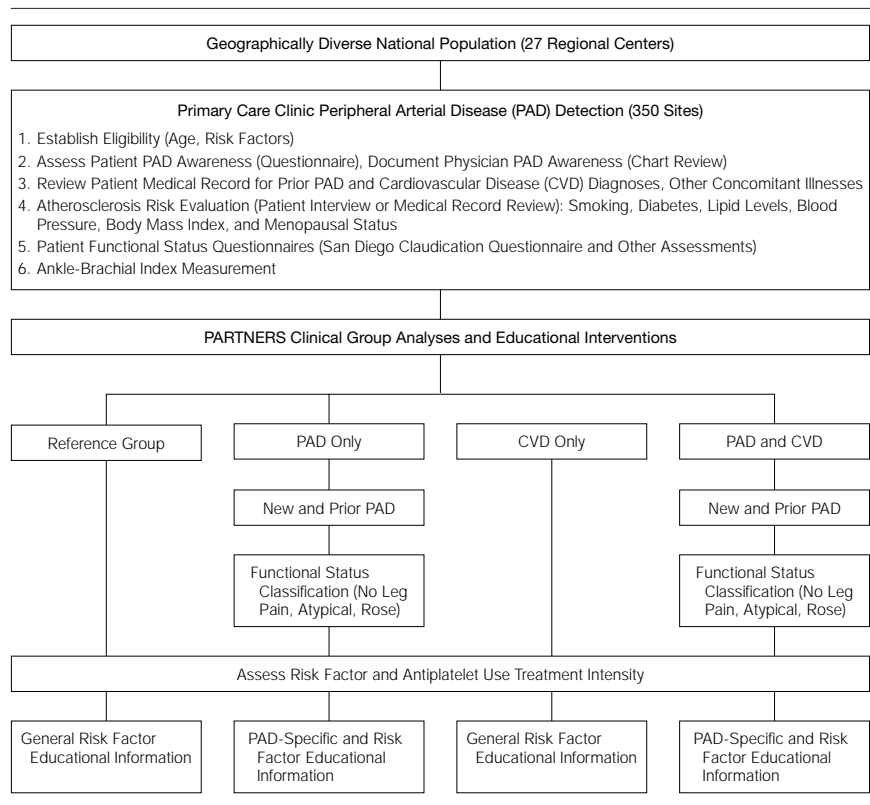 Geographically Diverse National Population (27 Regional Centers)
Primary Care Clinic Peripheral Arterial Disease (PAD) Detection (350 Sites)
1. Establish Eligibility (Age, Risk Factors)
2. Assess Patient PAD Awareness (Questionnaire), Document Physician PAD Awareness (Chart Review)
3. Review Patient Medical Record for Prior PAD and Cardiovascular Disease (CVD) Diagnoses, Other Concomitant Illnesses
4. Atherosclerosis Risk Evaluation (Patient Interview or Medical Record Review): Smoking, Diabetes, Lipid Levels, Blood
Pressure, Body Mass Index, and Menopausal Status
5. Patient Functional Status Questionnaires (San Diego Claudication Questionnaire and Other Assessments)
6. Ankle-Brachial Index Measurement
PARTNERS Clinical Group Analyses and Educational Interventions
Reference Group
PAD Only
CVD Only
PAD and CVD
New and Prior PAD
New and Prior PAD
Functional Status
Classification (No Leg
Pain, Atypical, Rose)
Functional Status
Classification (No Leg
Pain, Atypical, Rose)
Assess Risk Factor and Antiplatelet Use Treatment Intensity
General Risk Factor
Educational Information
PAD-Specific and Risk
Factor Educational
Information
General Risk Factor
Educational Information
PAD-Specific and Risk
Factor Educational
Information